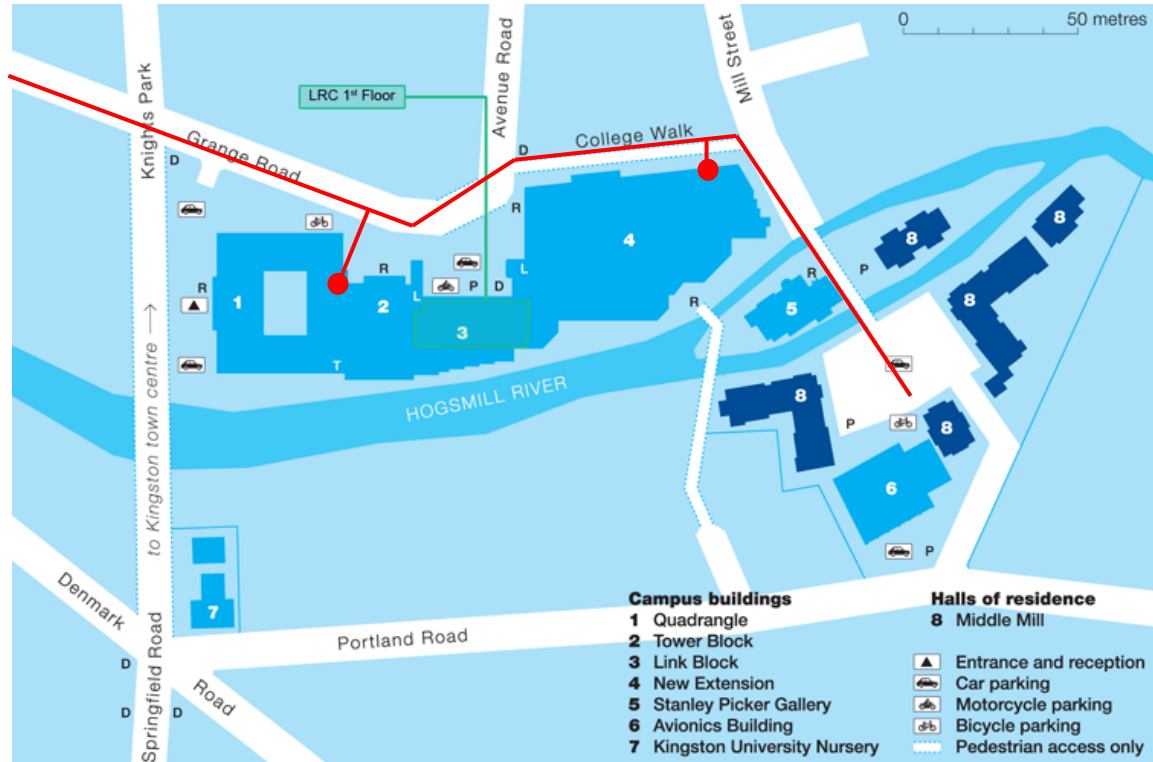 0 50 metres
Knights Park
Avenue Road
Mill Street
LRC 1st Floor
Grange Road
College Walk
D
D
R
4
8
8
R
R
P
1
2
L
P
D
L
R
R
5
3
8
T
to Kingston town centre
HOGSMILL RIVER
8
8
P
6
P
7
Denmark
Road
Springfield Road
Portland Road
D
D
D
Campus buildings
1 Quadrangle
2 Tower Block
3 Link Block
4 New Extension
5 Stanley Picker Gallery
6 Avionics Building
7 Kingston University Nursery
Halls of residence
8 Middle Mill
Entrance and reception
Car parking
Motorcycle parking
Bicycle parking
Pedestrian access only